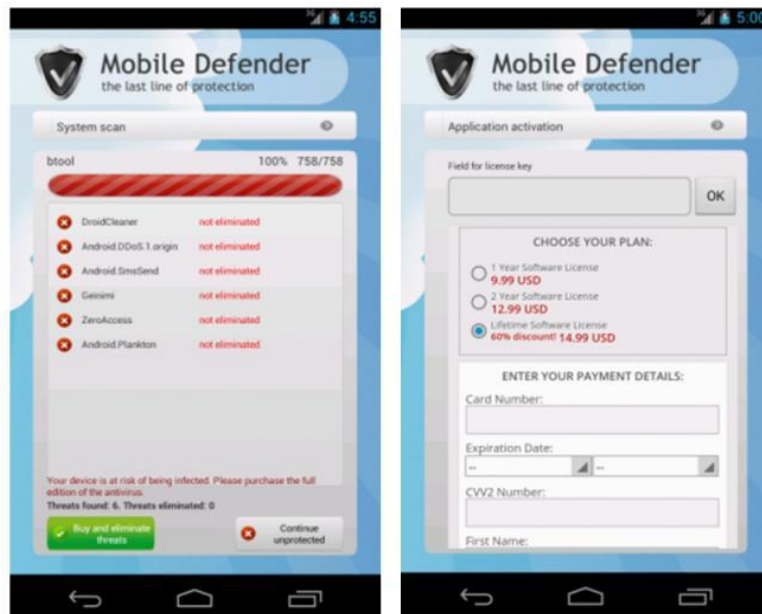 3G 4:55
Mobile Defender
the last line of protection
System scan
btool 100% 758/758
DroidCleaner not eliminated
Android.DDoS.1.origin not eliminated
Android.SmsSend not eliminated
Geinimi not eliminated
ZeroAccess not eliminated
Android.Plankton not eliminated
Your device is at risk of being infected. Please purchase the full
edition of the antivirus.
Threats found: 6. Threats eliminated: 0
Buy and eliminate
threats
Continue
unprotected
3G 5:00
Mobile Defender
the last line of protection
Application activation
Field for license key
OK
CHOOSE YOUR PLAN:
1 Year Software License
9.99 USD
2 Year Software License
12.99 USD
Lifetime Software License
60% discount! 14.99 USD
ENTER YOUR PAYMENT DETAILS:
Card Number:
Expiration Date:
-- --
CVV2 Number:
First Name: